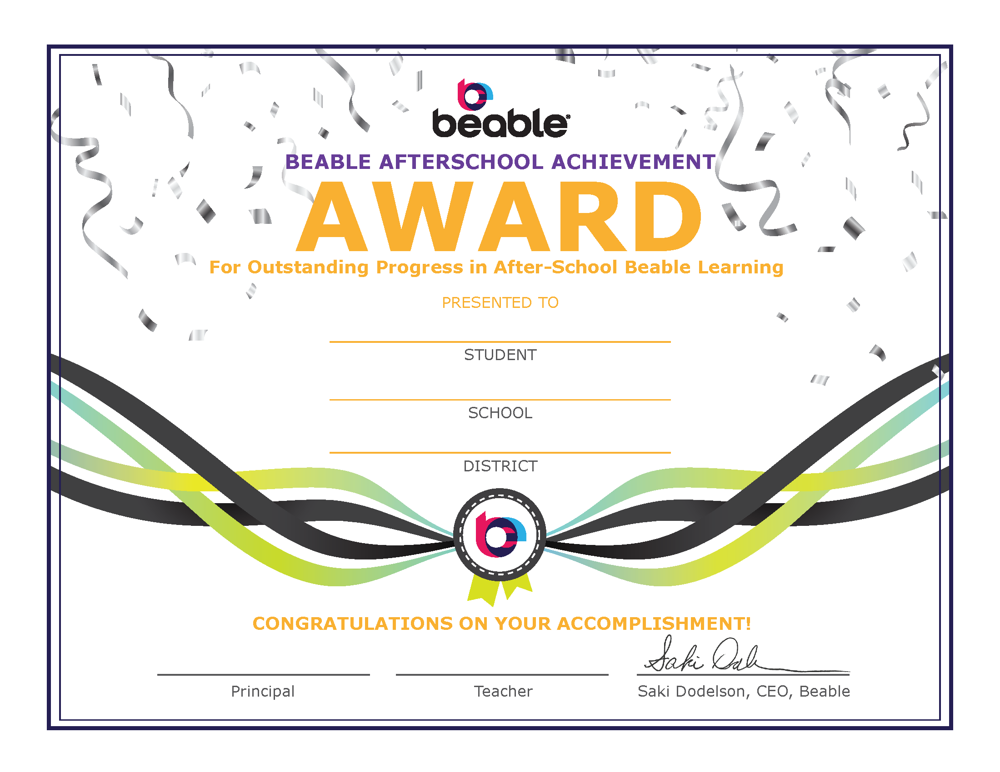 beable®
BEABLE AFTERSCHOOL ACHIEVEMENT
AWARD
For Outstanding Progress in After-School Beable Learning
PRESENTED TO
STUDENT
SCHOOL
DISTRICT
CONGRATULATIONS ON YOUR ACCOMPLISHMENT!
Saki
Principal
Teacher
Saki Dodelson, CEO, Beable